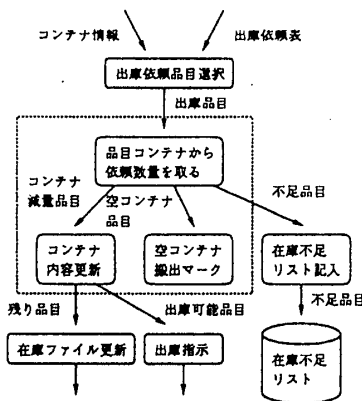 コンテナ情報
出庫依頼表
出庫依頼品目選択
出庫品目
品目コンテナから
依頼数量を取る
コンテナ
減量品目
空コンテナ
品目
不足品目
コンテナ
内容更新
空コンテナ
搬出マーク
在庫不足
リスト記入
残り品目
出庫可能品目
不足品目
在庫ファイル更新
出庫指示
在庫不足
リスト